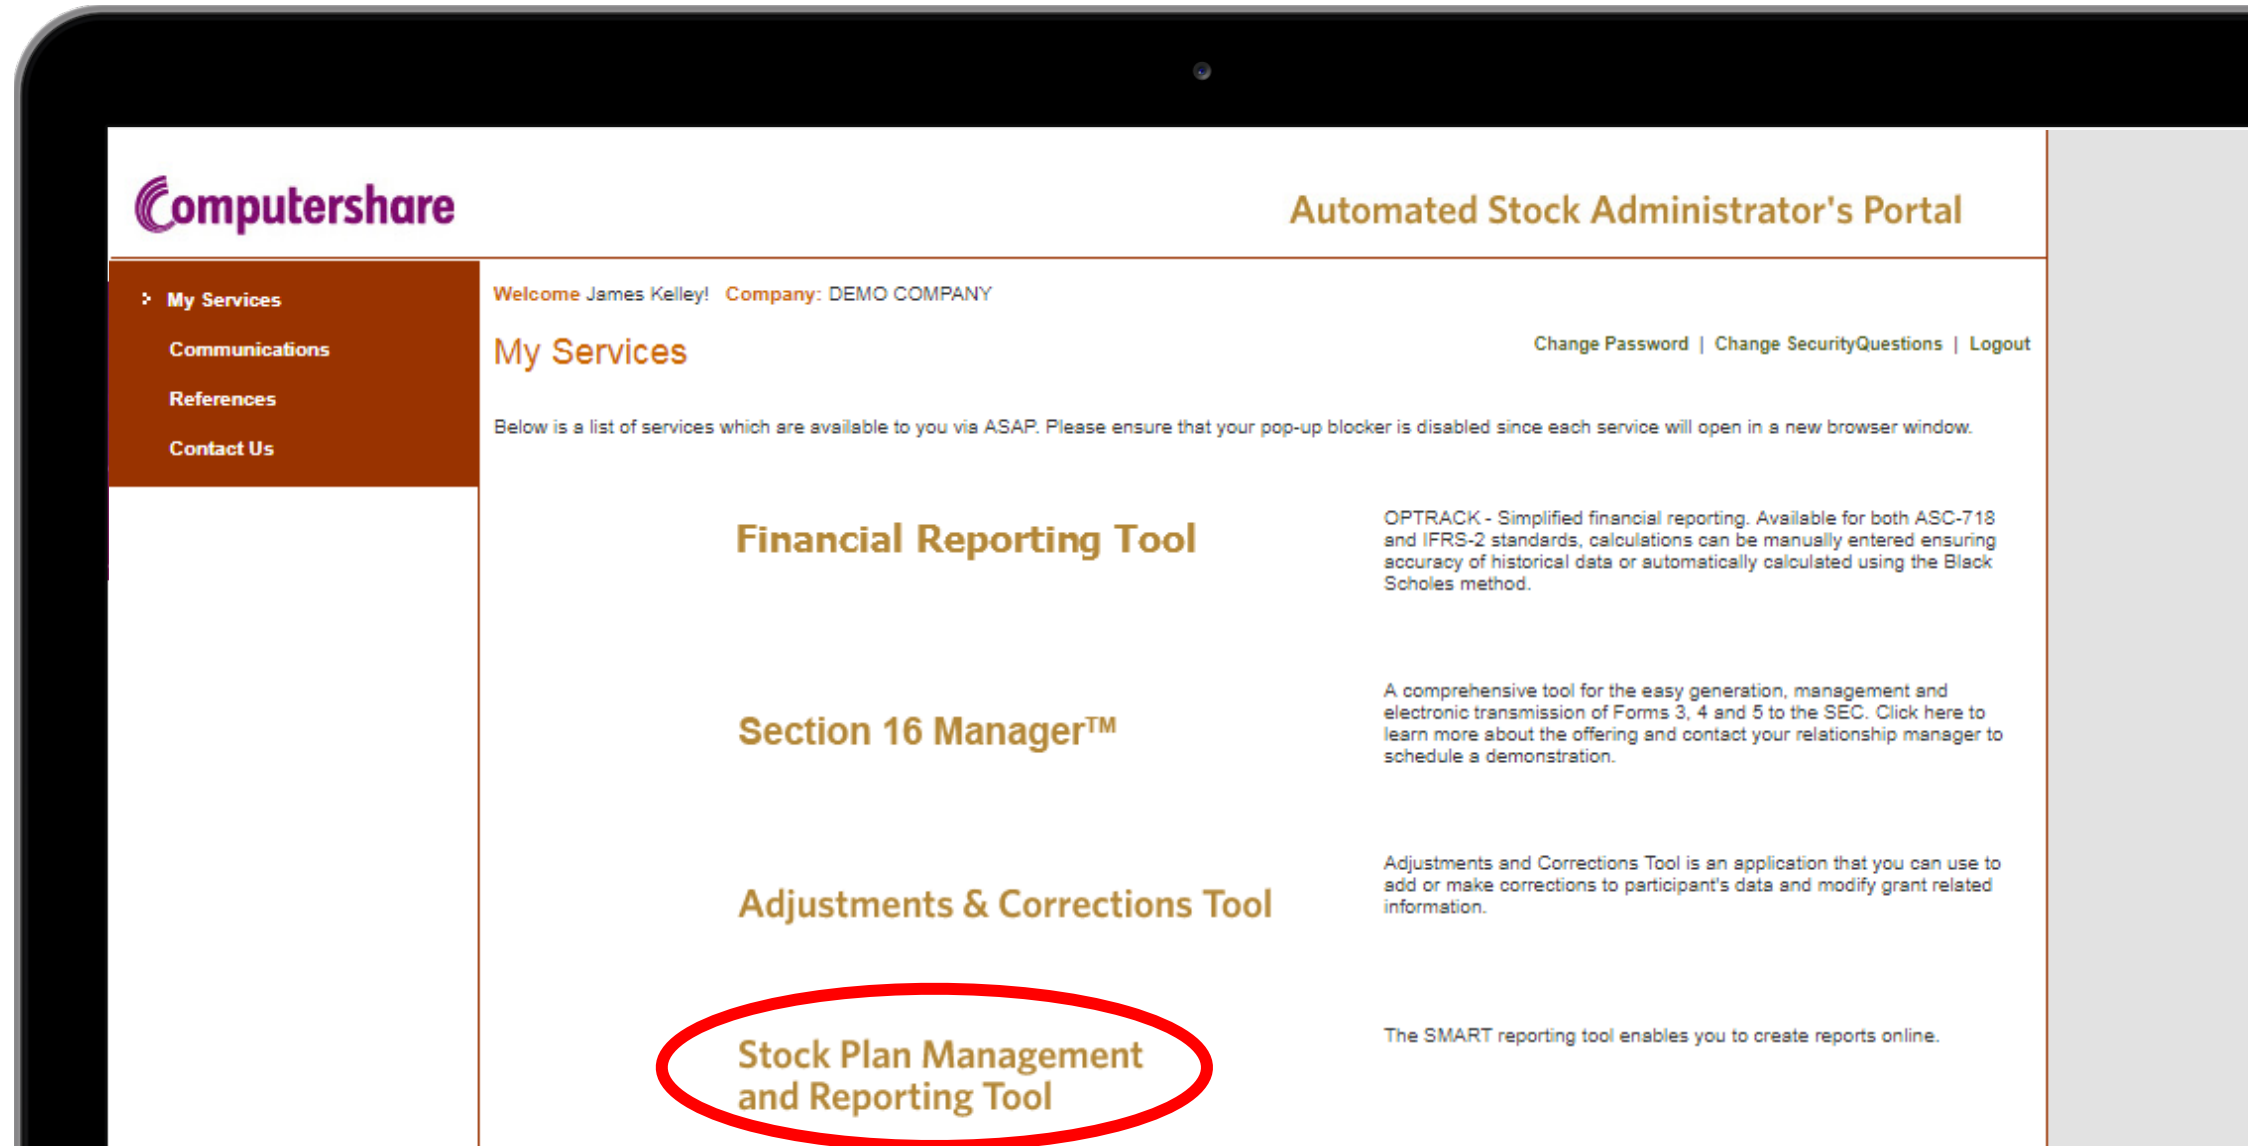 Computershare
Automated Stock Administrator's Portal
My Services
Communications
References
Contact Us
Welcome James Kelley! Company: DEMO COMPANY
My Services
Change Password | Change SecurityQuestions | Logout
Below is a list of services which are available to you via ASAP. Please ensure that your pop-up blocker is disabled since each service will open in a new browser window.
Financial Reporting Tool
OPTRACK - Simplified financial reporting. Available for both ASC-718
and IFRS-2 standards, calculations can be manually entered ensuring
accuracy of historical data or automatically calculated using the Black
Scholes method.
Section 16 Manager™
A comprehensive tool for the easy generation, management and
electronic transmission of Forms 3, 4 and 5 to the SEC. Click here to
learn more about the offering and contact your relationship manager to
schedule a demonstration.
Adjustments & Corrections Tool
Adjustments and Corrections Tool is an application that you can use to
add or make corrections to participant's data and modify grant related
information.
Stock Plan Management
and Reporting Tool
The SMART reporting tool enables you to create reports online.